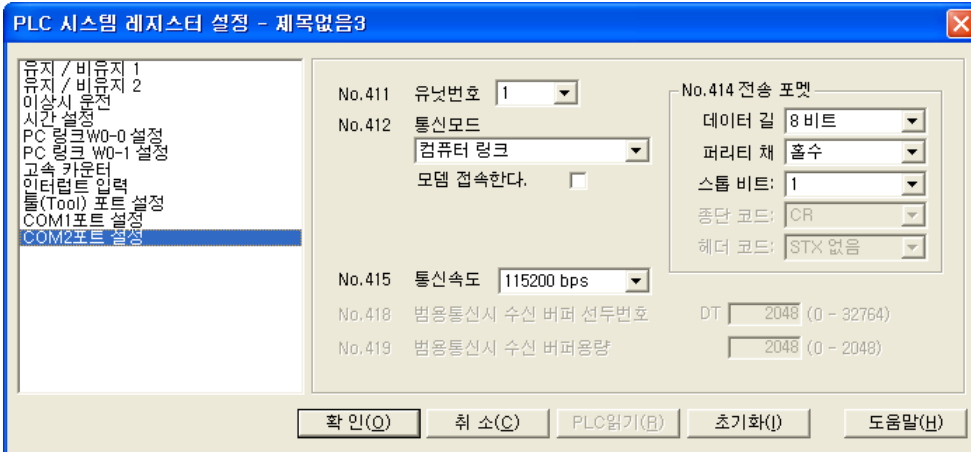 PLC 시스템 레지스터 설정 - 제목없음3
유지 / 비유지 1
유지 / 비유지 2
이상시 운전
시간 설정
PC 링크W0-0 설정
PC 링크 W0-1 설정
고속 카운터
인터럽트 입력
툴(Tool) 포트 설정
COM1포트 설정
COM2포트 설정
No.411 유닛번호 1
No.412 통신모드
컴퓨터 링크
모뎀 접속한다.
No.414 전송 포멧
데이터 길 8 비트
퍼리티 채 홀수
스톱 비트: 1
종단 코드: CR
헤더 코드: STX 없음
No.415 통신속도 115200 bps
No.418 범용통신시 수신 버퍼 선두번호 DT 2048 (0 - 32764)
No.419 범용통신시 수신 버퍼용량 2048 (0 - 2048)
확 인(O) 취 소(C) PLC읽기(R) 초기화(I) 도움말(H)